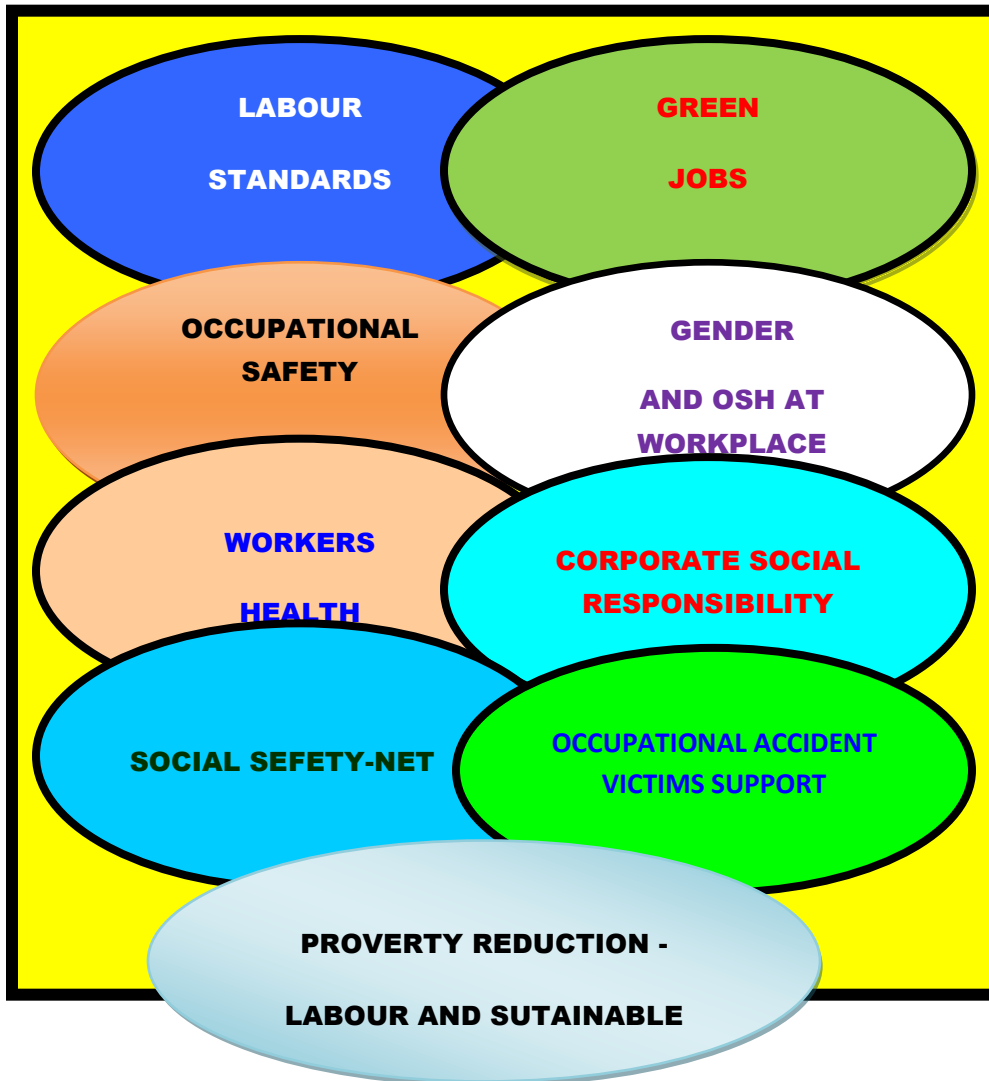 LABOUR
STANDARDS
GREEN
JOBS
OCCUPATIONAL
SAFETY
GENDER
AND OSH AT
WORKPLACE
WORKERS
HEALTH
CORPORATE SOCIAL
RESPONSIBILITY
SOCIAL SEFETY-NET
OCCUPATIONAL ACCIDENT
VICTIMS SUPPORT
PROVERTY REDUCTION -
LABOUR AND SUTAINABLE